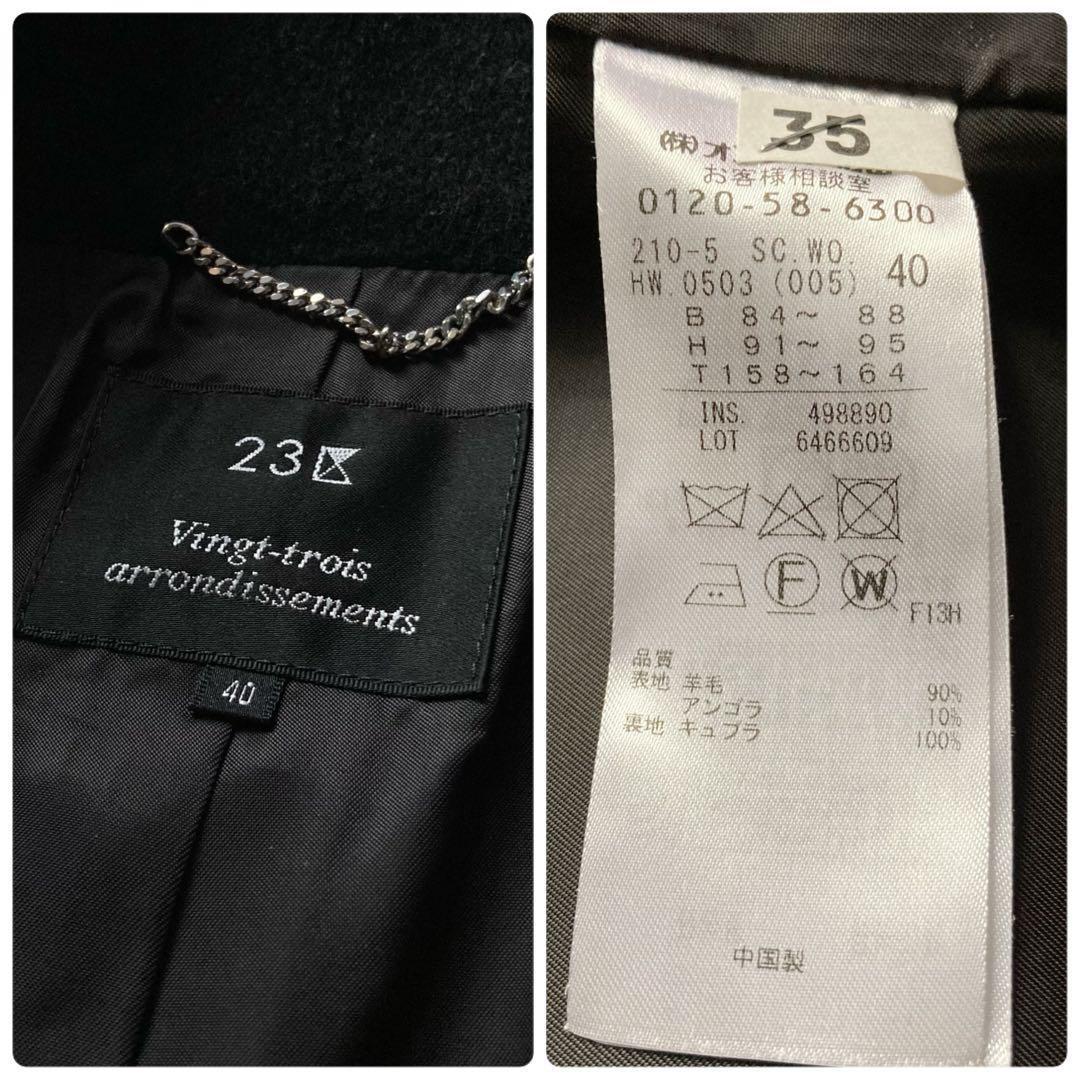 23区
Vingt-trois
arrondissements
40
35
(株)オ
お客様相談室
0120-58-6300
210-5 SC.WO. 40
HW.0503 (005)
B 84～ 88
H 91～ 95
T158～164
INS. 498890
LOT 6466609
F W
F13H
品質
表地 羊毛 90%
アンゴラ 10%
裏地 キュプラ 100%
中国製